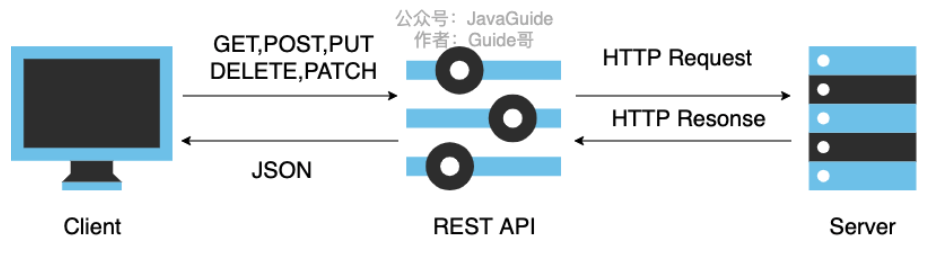 公众号：JavaGuide
作者：Guide哥
GET,POST,PUT
DELETE,PATCH
HTTP Request
HTTP Resonse
JSON
Client
REST API
Server